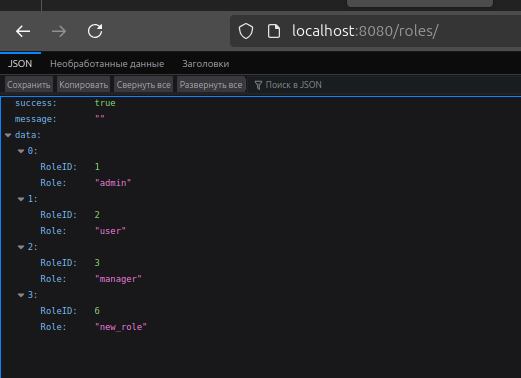 localhost:8080/roles/
JSON Необработанные данные Заголовки
Сохранить Копировать Свернуть все Развернуть все Поиск в JSON
success: true
message: ""
data:
0:
RoleID: 1
Role: "admin"
1:
RoleID: 2
Role: "user"
2:
RoleID: 3
Role: "manager"
3:
RoleID: 6
Role: "new_role"